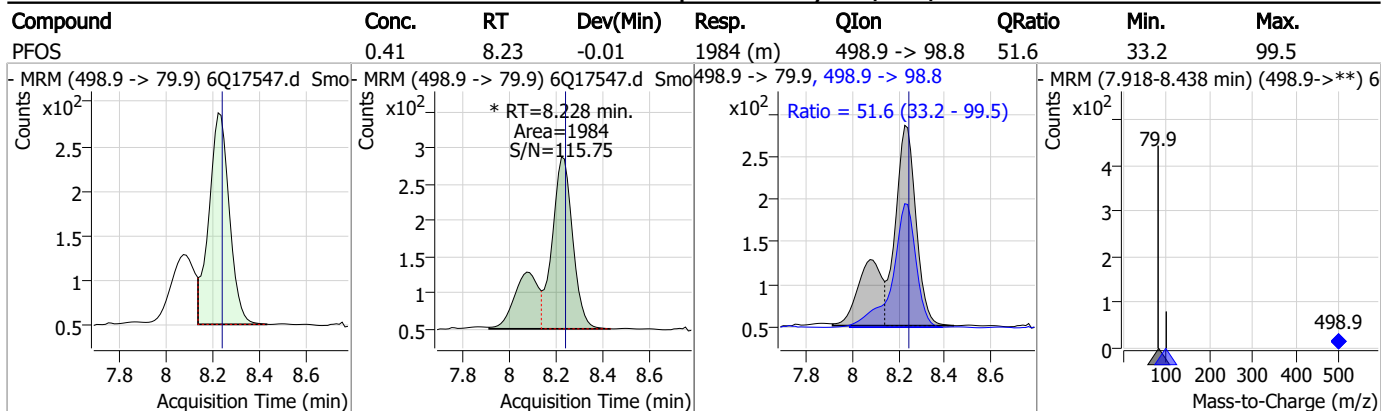 Compound Conc. RT Dev(Min) Resp. QIon QRatio Min. Max.
PFOS 0.41 8.23 -0.01 1984 (m) 498.9 -> 98.8 51.6 33.2 99.5
- MRM (498.9 -> 79.9) 6Q17547.d Smo
Counts
x10²
2.5
2
1.5
1
0.5
7.8 8 8.2 8.4 8.6
Acquisition Time (min)
- MRM (498.9 -> 79.9) 6Q17547.d Smo
Counts
x10²
* RT=8.228 min.
Area=1984
S/N=115.75
3
2.5
2
1.5
1
0.5
7.8 8 8.2 8.4 8.6
Acquisition Time (min)
498.9 -> 79.9, 498.9 -> 98.8
x10²
Ratio = 51.6 (33.2 - 99.5)
2.5
2
1.5
1
0.5
7.8 8 8.2 8.4 8.6
Acquisition Time (min)
- MRM (7.918-8.438 min) (498.9->**) 6
Counts
x10²
79.9
4
3
2
1
0
498.9
100 200 300 400 500
Mass-to-Charge (m/z)